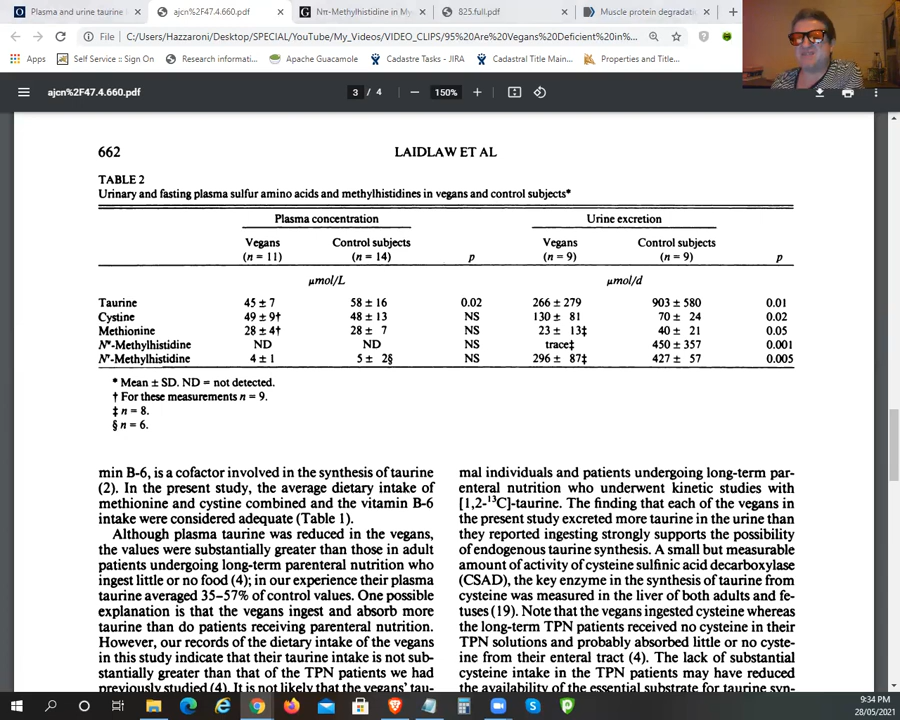 Plasma and urine taurine l
ajcn%2F47.4.660.pdf
Nπ-Methylhistidine in My
825.full.pdf
Muscle protein degradati
File
C:/Users/Hazzaroni/Desktop/SPECIAL/YouTube/My_Videos/VIDEO_CLIPS/95%20Are%20Vegans%20Deficient%20in%...
Apps
Self Service :: Sign On
Research informati...
Apache Guacamole
Cadastre Tasks - JIRA
Cadastral Title Main...
Properties and Title...
ajcn%2F47.4.660.pdf
3 / 4
150%
662
LAIDLAW ET AL
TABLE 2
Urinary and fasting plasma sulfur amino acids and methylhistidines in vegans and control subjects*
Plasma concentration Urine excretion
Vegans Control subjects Vegans Control subjects
(n = 11) (n = 14) p (n = 9) (n = 9) p
μmol/L μmol/d
Taurine 45 ± 7 58 ± 16 0.02 266 ± 279 903 ± 580 0.01
Cystine 49 ± 9† 48 ± 13 NS 130 ± 81 70 ± 24 0.02
Methionine 28 ± 4† 28 ± 7 NS 23 ± 13‡ 40 ± 21 0.05
-Methylhistidine ND ND NS trace‡ 450 ± 357 0.001
-Methylhistidine 4 ± 1 5 ± 2§ NS 296 ± 87‡ 427 ± 57 0.005
* Mean ± SD. ND = not detected.
† For these measurements n = 9.
‡ n = 8.
§ n = 6.
min B-6, is a cofactor involved in the synthesis of taurine
(2). In the present study, the average dietary intake of
methionine and cystine combined and the vitamin B-6
intake were considered adequate (Table 1).
Although plasma taurine was reduced in the vegans,
the values were substantially greater than those in adult
patients undergoing long-term parenteral nutrition who
ingest little or no food (4); in our experience their plasma
taurine averaged 35–57% of control values. One possible
explanation is that the vegans ingest and absorb more
taurine than do patients receiving parenteral nutrition.
However, our records of the dietary intake of the vegans
in this study indicate that their taurine intake is not sub-
stantially greater than that of the TPN patients we had
previously studied (4). It is not likely that the vegans' tau-
mal individuals and patients undergoing long-term par-
enteral nutrition who underwent kinetic studies with
[1,2-¹³C]-taurine. The finding that each of the vegans in
the present study excreted more taurine in the urine than
they reported ingesting strongly supports the possibility
of endogenous taurine synthesis. A small but measurable
amount of activity of cysteine sulfinic acid decarboxylase
(CSAD), the key enzyme in the synthesis of taurine from
cysteine was measured in the liver of both adults and fe-
tuses (19). Note that the vegans ingested cysteine whereas
the long-term TPN patients received no cysteine in their
TPN solutions and probably absorbed little or no cyste-
ine from their enteral tract (4). The lack of substantial
cysteine intake in the TPN patients may have reduced
the availability of the essential substrate for taurine syn-
9:34 PM
28/05/2021